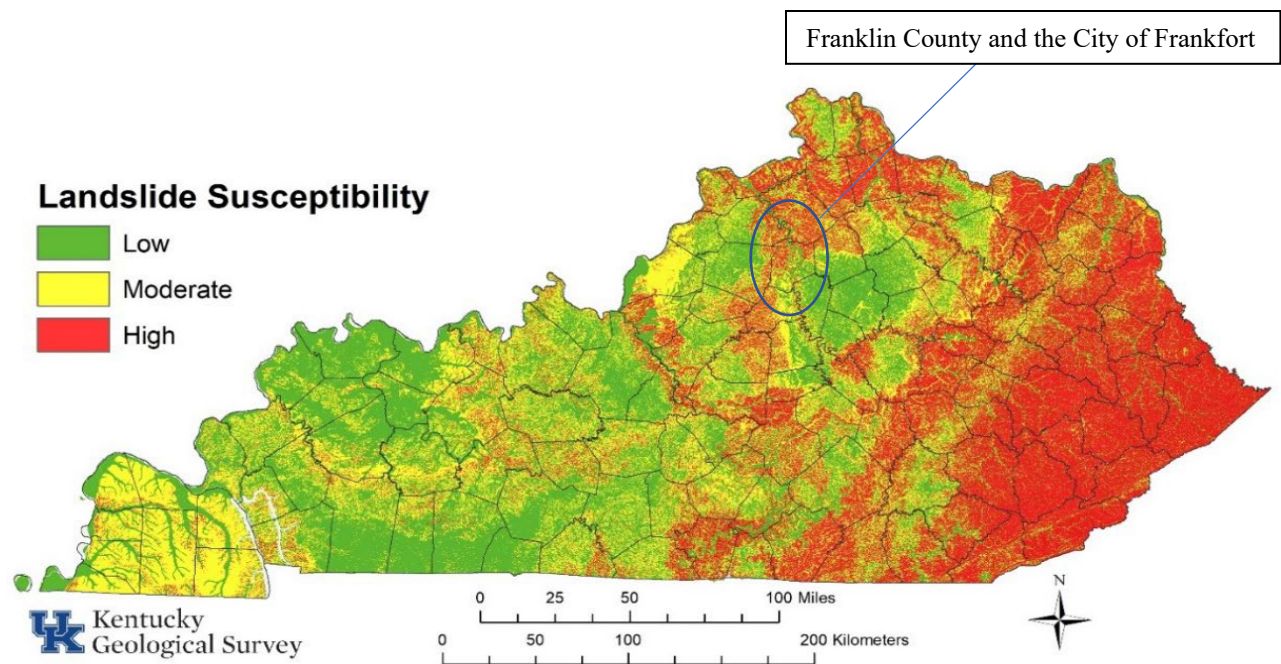 Franklin County and the City of Frankfort
Landslide Susceptibility
Low
Moderate
High
N
0 25 50 100 Miles
0 50 100 200 Kilometers
UK Kentucky
Geological Survey